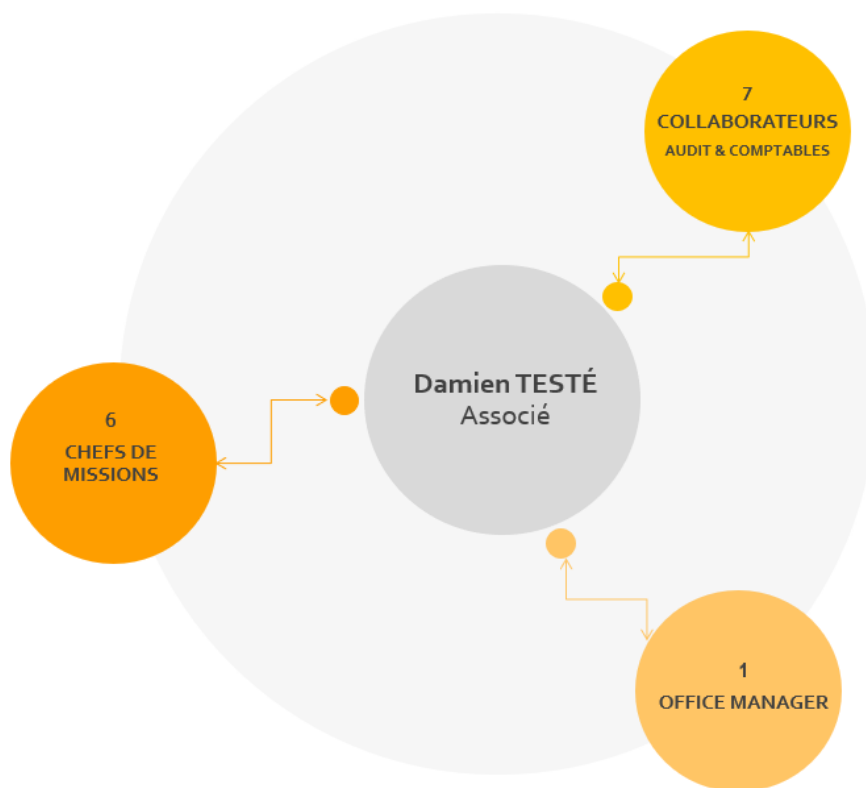 7
COLLABORATEURS
AUDIT & COMPTABLES
Damien TESTÉ
Associé
6
CHEFS DE
MISSIONS
1
OFFICE MANAGER